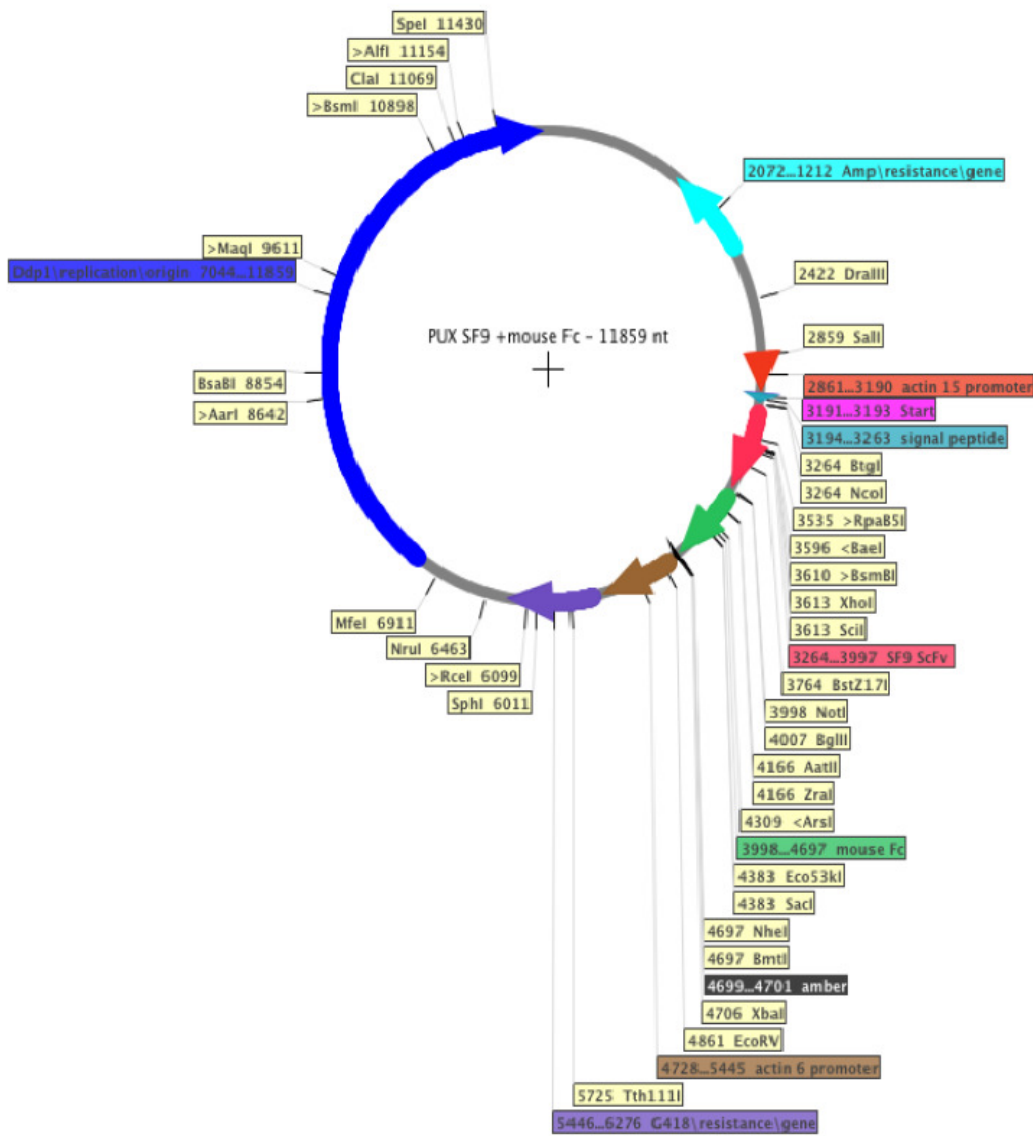 SpeI 11430
>AlfI 11154
ClaI 11069
>BsmI 10898
2072...1212 Amp\resistance\gene
>MaqI 9611
Ddp1\replication\origin 7044...11859
2422 DraIII
PUX SF9 +mouse Fc - 11859 nt
2859 SalI
BsaBI 8854
2861...3190 actin 15 promoter
>AarI 8642
3191...3193 Start
3194...3263 signal peptide
3264 BtgI
3264 NcoI
3535 >RpaB5I
3596 <BaeI
3610 >BsmBI
3613 XhoI
MfeI 6911
3613 SciI
NruI 6463
3264...3997 SF9 ScFv
>RceI 6099
3764 BstZ17I
SphI 6011
3998 NotI
4007 BglII
4166 AatII
4166 ZraI
4309 <ArsI
3998...4697 mouse Fc
4383 Eco53kI
4383 SacI
4697 NheI
4697 BmtI
4699...4701 amber
4706 XbaI
4861 EcoRV
4728...5445 actin 6 promoter
5725 Tth111I
5446...6276 G418\resistance\gene